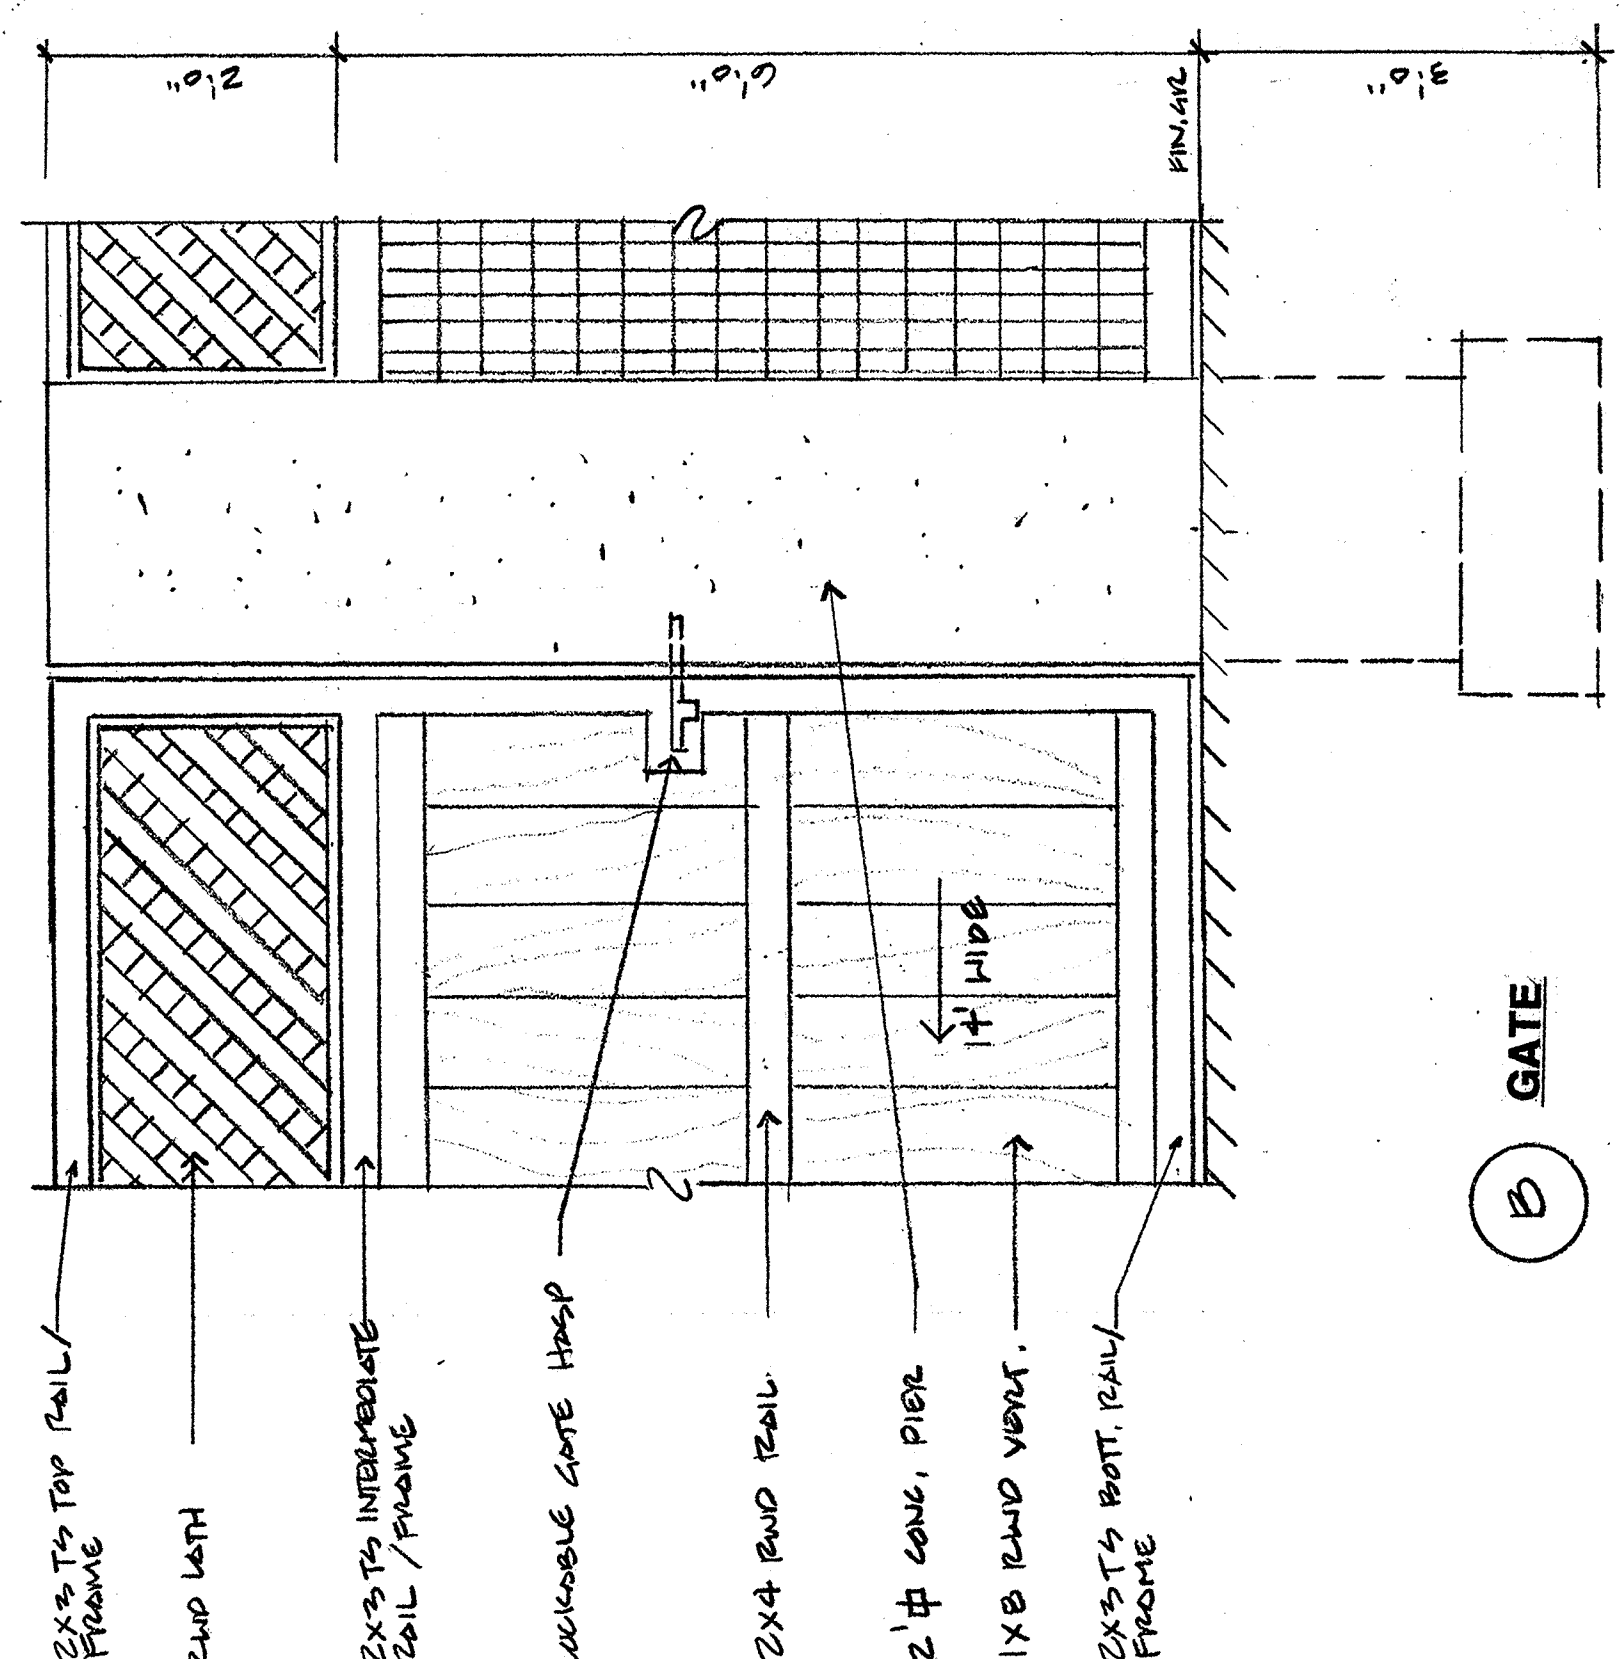 2X3 TS TOP RAIL/
FRAME
RWD LATH
2X3 TS INTERMEDIATE
RAIL / FRAME
LOCKABLE GATE HASP
2X4 RWD RAIL.
2' CONC. PIER
1X8 RWD VERT.
2X3 TS BOTT. RAIL/
FRAME
14' WIDE
2'0"
6'0"
FIN. GR
3'0"
B GATE